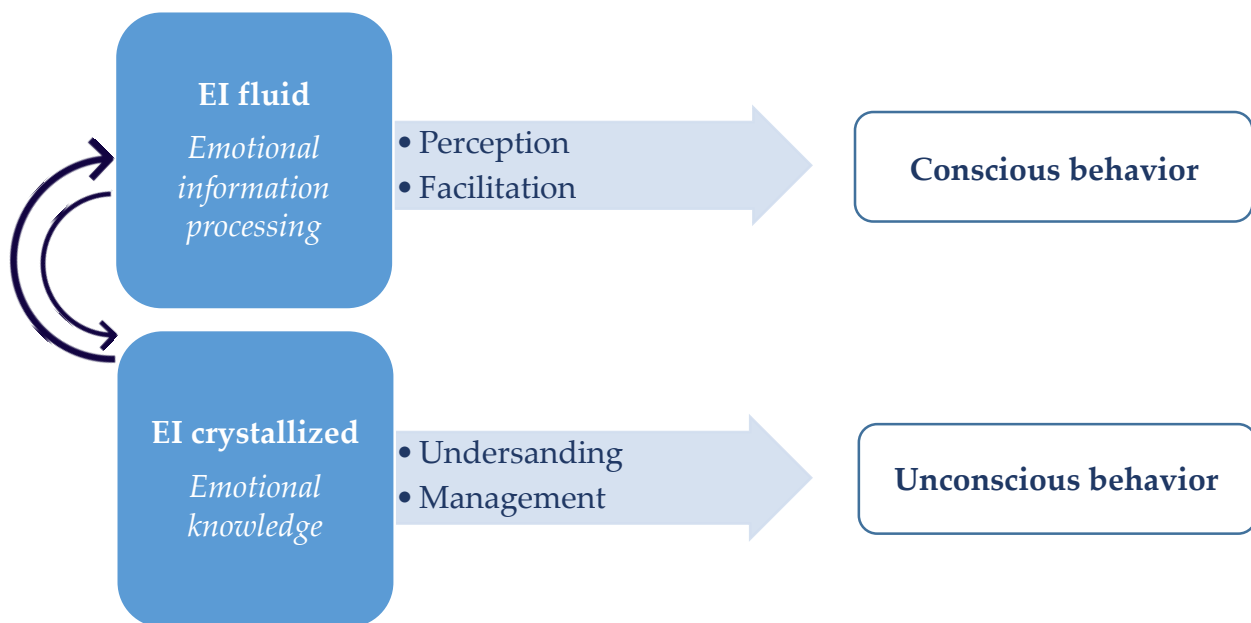 EI fluid
Emotional
information
processing
• Perception
• Facilitation
Conscious behavior
EI crystallized
Emotional
knowledge
• Undersanding
• Management
Unconscious behavior